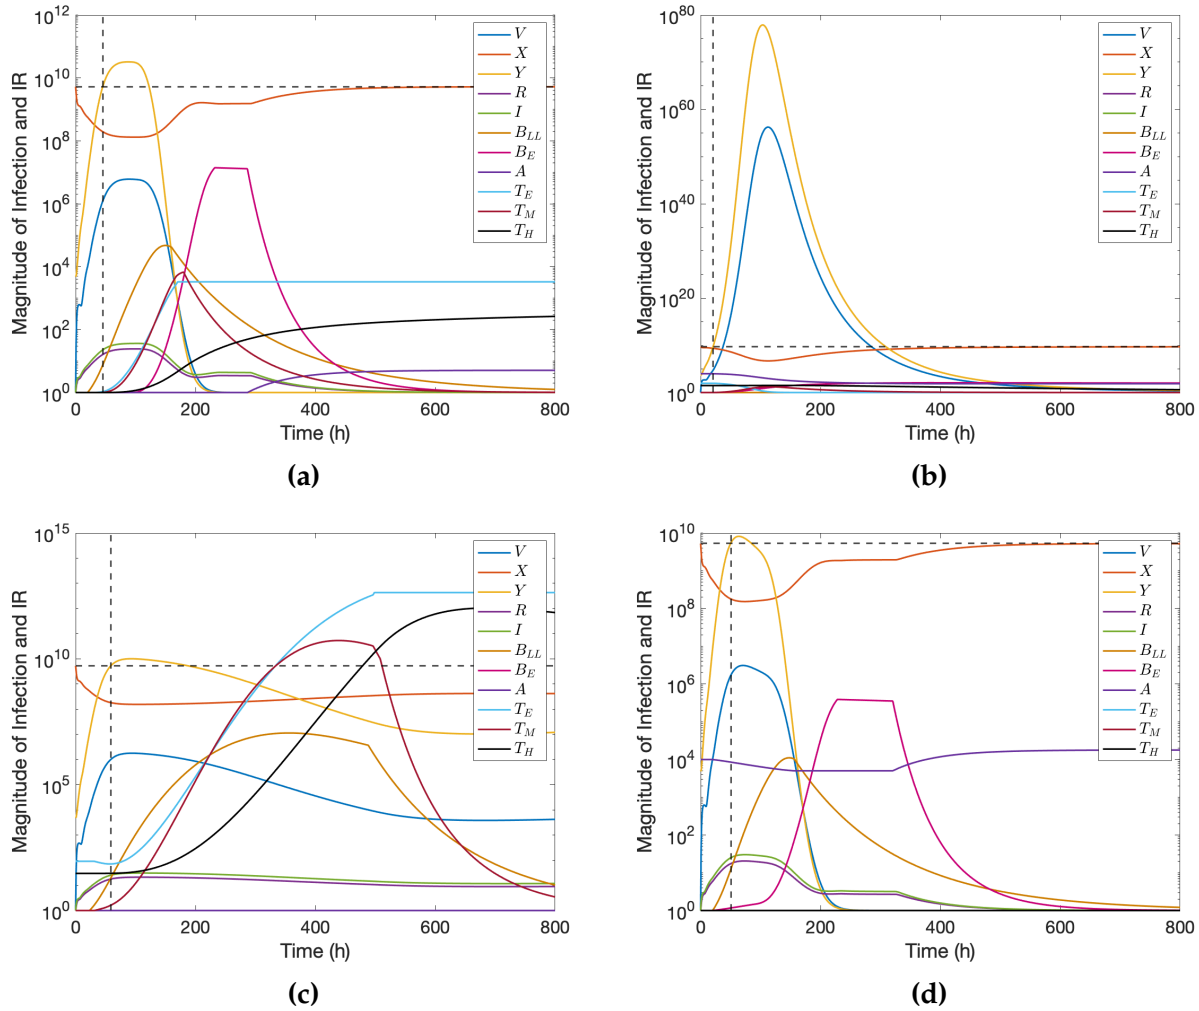 Magnitude of Infection and IR
10^12
10^10
10^8
10^6
10^4
10^2
10^0
0
200
400
600
800
Time (h)
V
X
Y
R
I
B_LL
B_E
A
T_E
T_M
T_H
(a)
Magnitude of Infection and IR
10^80
10^60
10^40
10^20
10^0
0
200
400
600
800
Time (h)
V
X
Y
R
I
B_LL
B_E
A
T_E
T_M
T_H
(b)
Magnitude of Infection and IR
10^15
10^10
10^5
10^0
0
200
400
600
800
Time (h)
V
X
Y
R
I
B_LL
B_E
A
T_E
T_M
T_H
(c)
Magnitude of Infection and IR
10^10
10^8
10^6
10^4
10^2
10^0
0
200
400
600
800
Time (h)
V
X
Y
R
I
B_LL
B_E
A
T_E
T_M
T_H
(d)